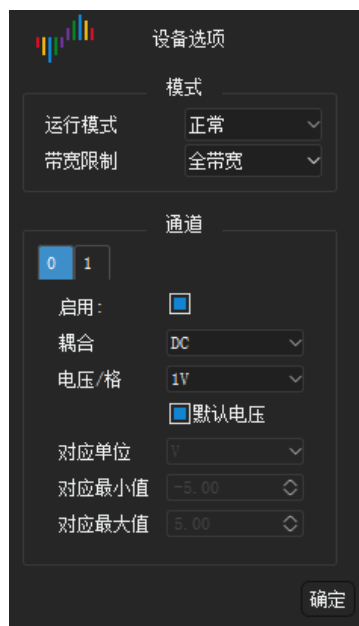 设备选项
模式
运行模式 正常
带宽限制 全带宽
通道
0 1
启用:
耦合 DC
电压/格 1V
默认电压
对应单位 V
对应最小值 -5.00
对应最大值 5.00
确定